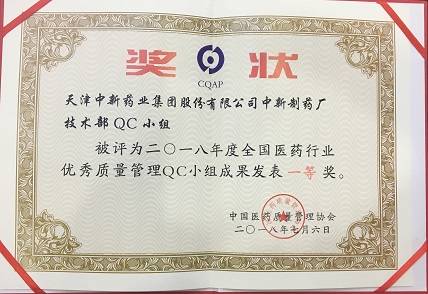 奖 状
CQAP
天津中新药业集团股份有限公司中新制药厂
技术部QC小组
被评为二〇一八年度全国医药行业
优秀质量管理QC小组成果发表 一等 奖。
中国医药质量管理协会
二〇一八年七月六日